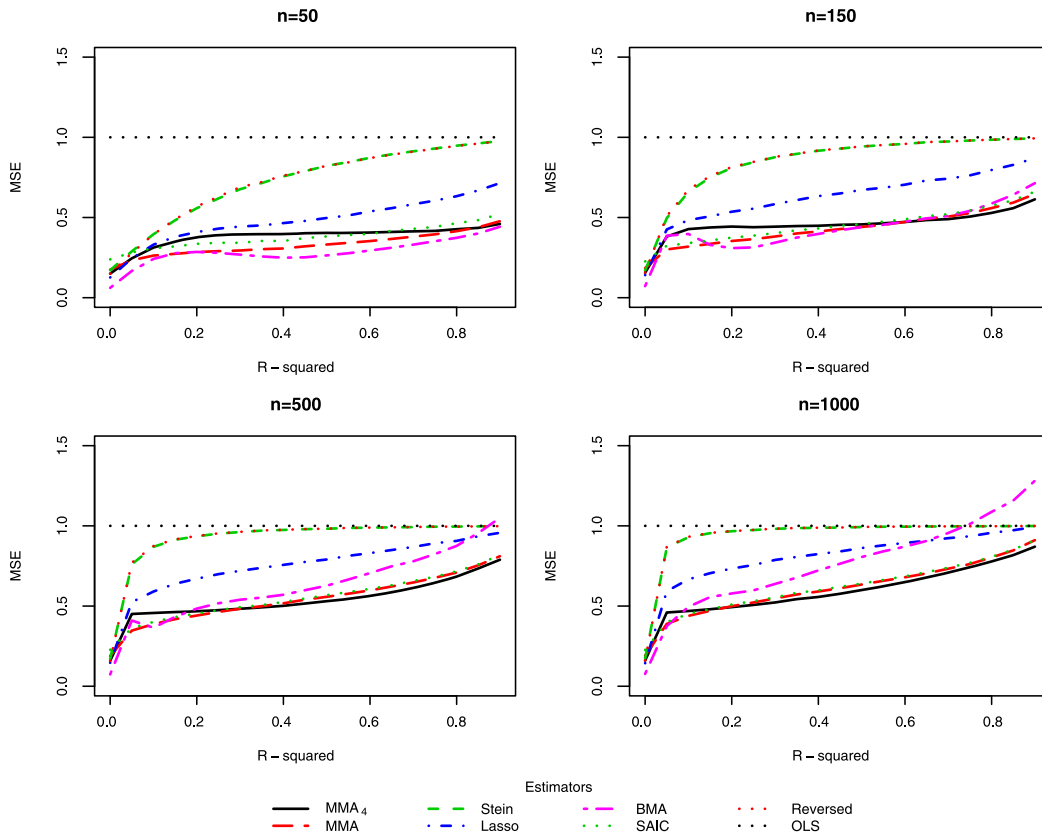 n=50
n=150
1.5
1.0
0.5
0.0
MSE
0.0 0.2 0.4 0.6 0.8
R − squared
1.5
1.0
0.5
0.0
MSE
0.0 0.2 0.4 0.6 0.8
R − squared
n=500
n=1000
1.5
1.0
0.5
0.0
MSE
0.0 0.2 0.4 0.6 0.8
R − squared
1.5
1.0
0.5
0.0
MSE
0.0 0.2 0.4 0.6 0.8
R − squared
Estimators
MMA₄ Stein BMA Reversed
MMA Lasso SAIC OLS